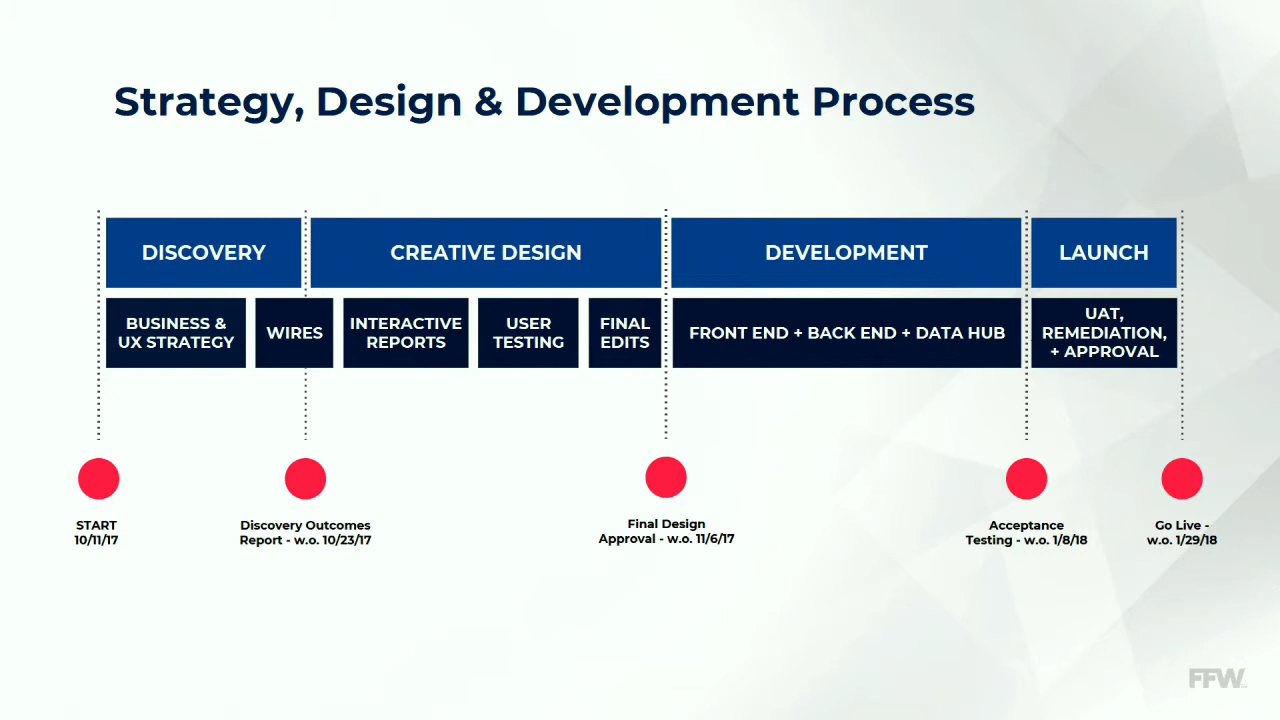 Strategy, Design & Development Process
DISCOVERY
CREATIVE DESIGN
DEVELOPMENT
LAUNCH
BUSINESS &
UX STRATEGY
WIRES
INTERACTIVE
REPORTS
USER
TESTING
FINAL
EDITS
FRONT END + BACK END + DATA HUB
UAT,
REMEDIATION,
+ APPROVAL
START
10/11/17
Discovery Outcomes
Report - w.o. 10/23/17
Final Design
Approval - w.o. 11/6/17
Acceptance
Testing - w.o. 1/8/18
Go Live -
w.o. 1/29/18
FFW